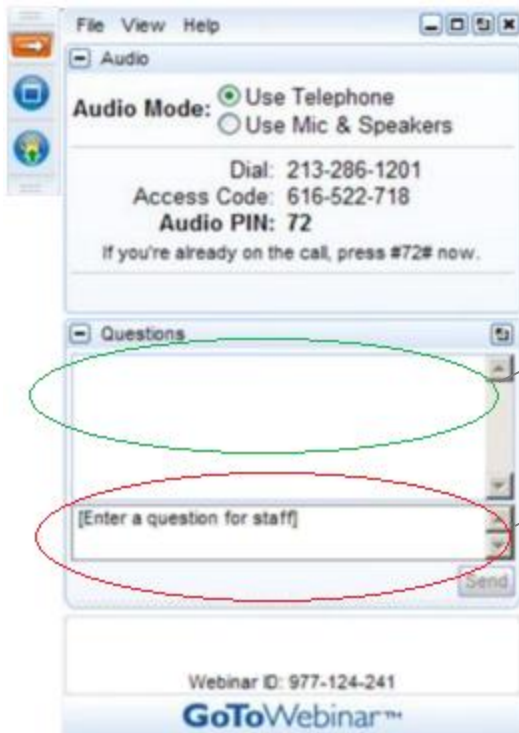 File View Help
Audio
Audio Mode: Use Telephone
Use Mic & Speakers
Dial: 213-286-1201
Access Code: 616-522-718
Audio PIN: 72
If you're already on the call, press #72# now.
Questions
[Enter a question for staff]
Send
Webinar ID: 977-124-241
GoToWebinar™